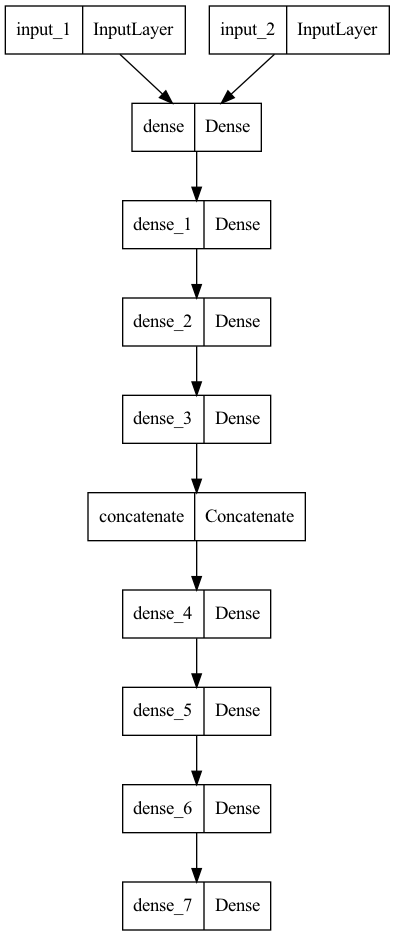 input_1 InputLayer input_2 InputLayer
dense Dense
dense_1 Dense
dense_2 Dense
dense_3 Dense
concatenate Concatenate
dense_4 Dense
dense_5 Dense
dense_6 Dense
dense_7 Dense